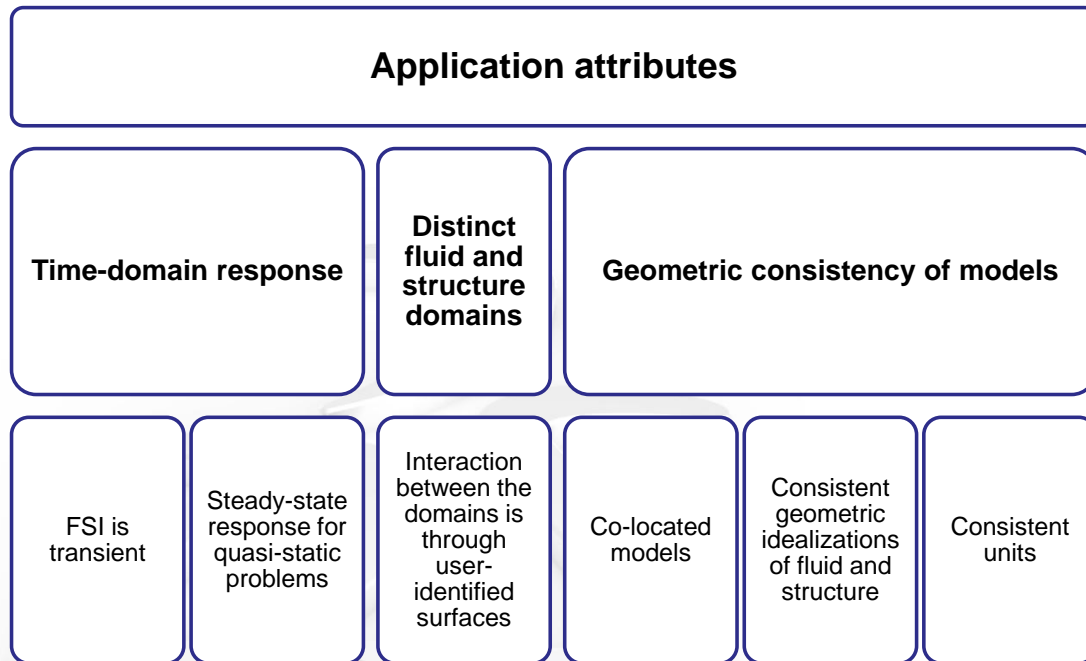 Application attributes
Time-domain response
Distinct
fluid and
structure
domains
Geometric consistency of models
FSI is
transient
Steady-state
response for
quasi-static
problems
Interaction
between the
domains is
through
user-
identified
surfaces
Co-located
models
Consistent
geometric
idealizations
of fluid and
structure
Consistent
units